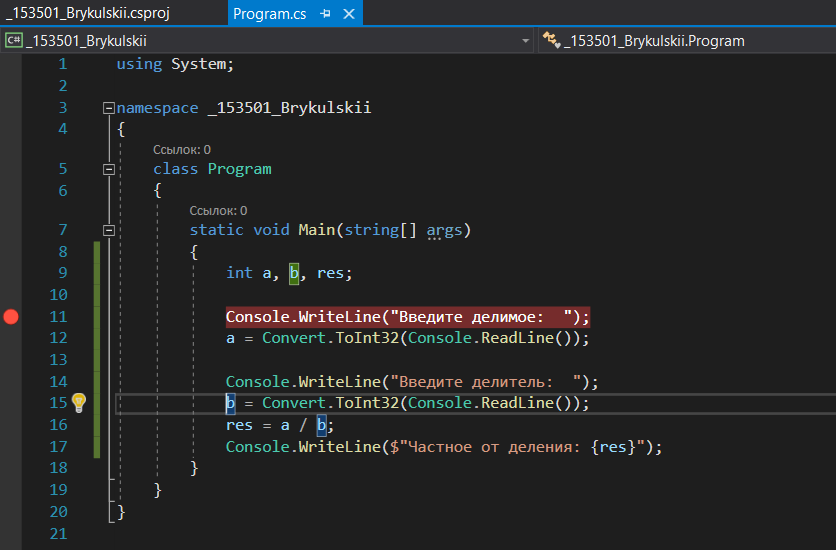 _153501_Brykulskii.csproj Program.cs
C# _153501_Brykulskii _153501_Brykulskii.Program
1 using System;
2
3 namespace _153501_Brykulskii
4 {
Ссылок: 0
5 class Program
6 {
Ссылок: 0
7 static void Main(string[] args)
8 {
9 int a, b, res;
10
11 Console.WriteLine("Введите делимое:  ");
12 a = Convert.ToInt32(Console.ReadLine());
13
14 Console.WriteLine("Введите делитель:  ");
15 b = Convert.ToInt32(Console.ReadLine());
16 res = a / b;
17 Console.WriteLine($"Частное от деления: {res}");
18 }
19 }
20 }
21